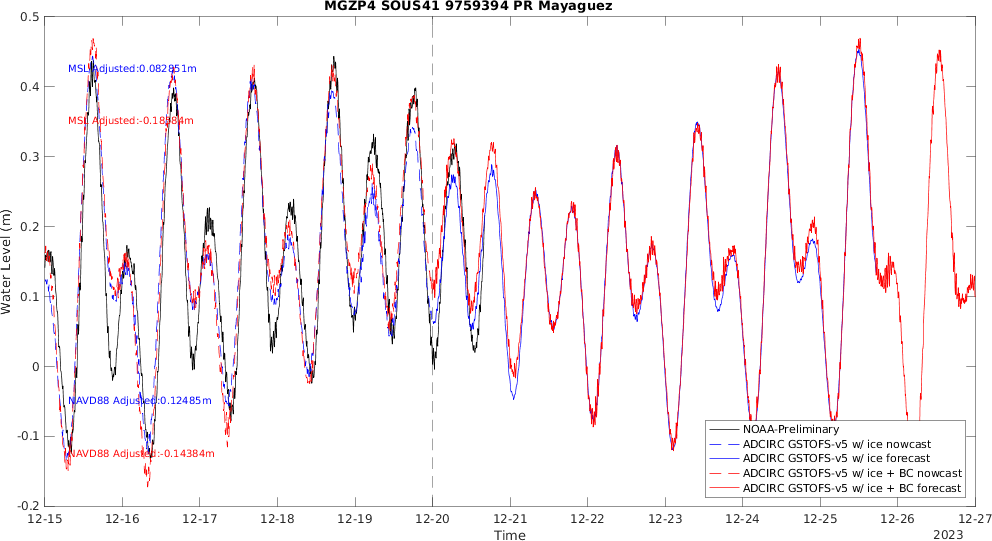 MGZP4 SOUS41 9759394 PR Mayaguez
Water Level (m)
0.5
0.4
0.3
0.2
0.1
0
-0.1
-0.2
MSL Adjusted:0.082851m
MSL Adjusted:-0.18584m
NAVD88 Adjusted:0.12485m
NAVD88 Adjusted:-0.14384m
NOAA-Preliminary
ADCIRC GSTOFS-v5 w/ ice nowcast
ADCIRC GSTOFS-v5 w/ ice forecast
ADCIRC GSTOFS-v5 w/ ice + BC nowcast
ADCIRC GSTOFS-v5 w/ ice + BC forecast
12-15 12-16 12-17 12-18 12-19 12-20 12-21 12-22 12-23 12-24 12-25 12-26 12-27
Time
2023